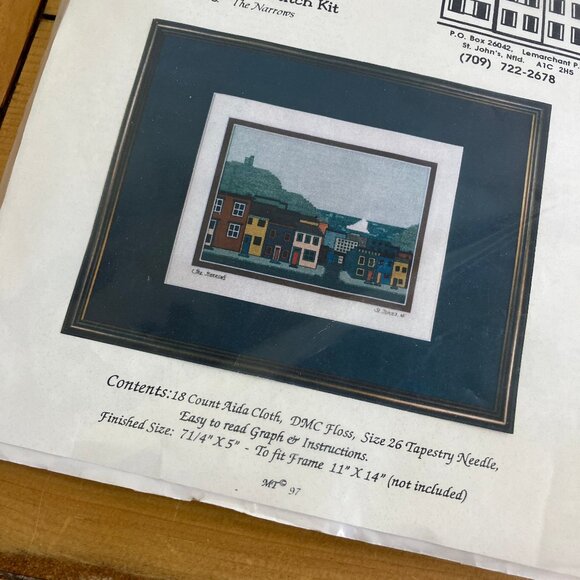 Stitch Kit
The Narrows
P.O. Box 26042, Lemarchant P.
St. John's, Nfld. A1C 2H5
(709) 722-2678
The Narrows
Contents: 18 Count Aida Cloth, DMC Floss, Size 26 Tapestry Needle,
Easy to read Graph & Instructions.
Finished Size: 7 1/4" X 5" - To fit Frame 11" X 14" (not included)
MT© 97